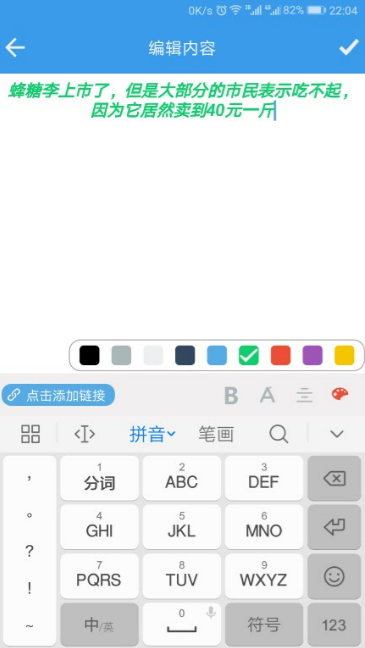 0K/s 82% 22:04
编辑内容
蜂糖李上市了，但是大部分的市民表示吃不起，
因为它居然卖到40元一斤
点击添加链接 B A
拼音 笔画
， 1 分词 2 ABC 3 DEF
。 4 GHI 5 JKL 6 MNO
？ 7 PQRS 8 TUV 9 WXYZ
！
~ 中/英 0 符号 123